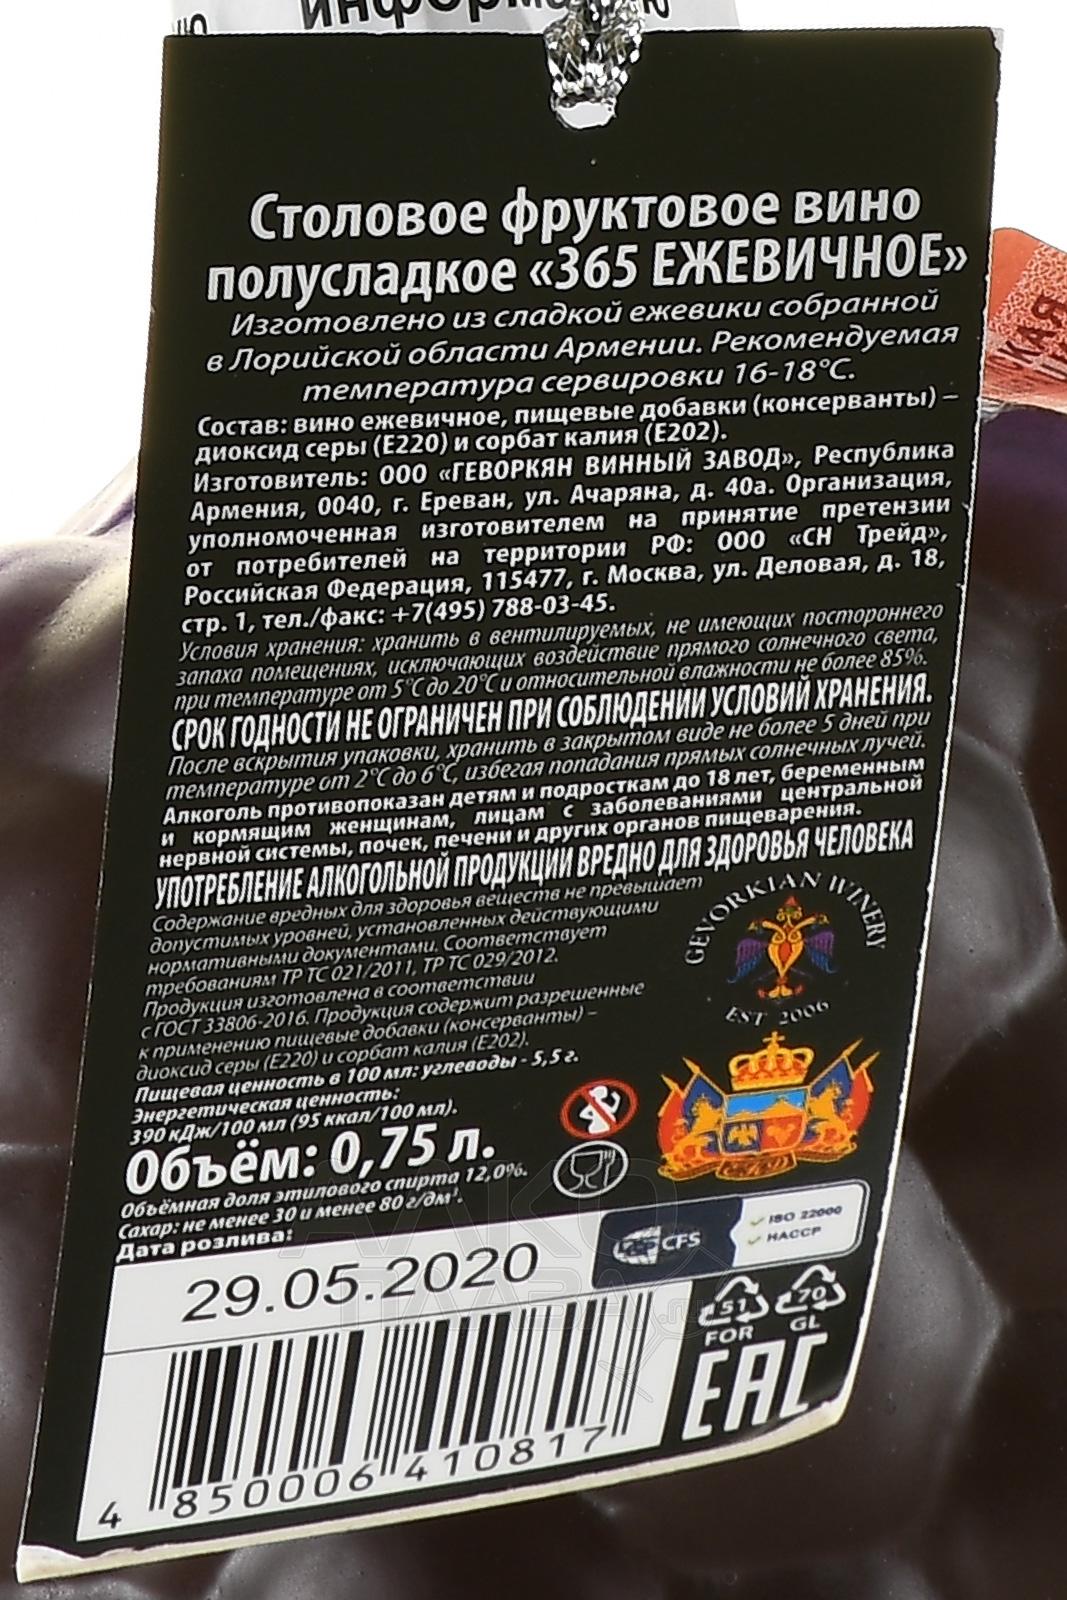 Столовое фруктовое вино
полусладкое «365 ЕЖЕВИЧНОЕ»
Изготовлено из сладкой ежевики собранной
в Лорийской области Армении. Рекомендуемая
температура сервировки 16-18°С.
Состав: вино ежевичное, пищевые добавки (консерванты) –
диоксид серы (Е220) и сорбат калия (Е202).
Изготовитель: ООО «ГЕВОРКЯН ВИННЫЙ ЗАВОД», Республика
Армения, 0040, г. Ереван, ул. Ачаряна, д. 40а. Организация,
уполномоченная изготовителем на принятие претензии
от потребителей на территории РФ: ООО «СН Трейд»,
Российская Федерация, 115477, г. Москва, ул. Деловая, д. 18,
стр. 1, тел./факс: +7(495) 788-03-45.
Условия хранения: хранить в вентилируемых, не имеющих постороннего
запаха помещениях, исключающих воздействие прямого солнечного света,
при температуре от 5°С до 20°С и относительной влажности не более 85%.
СРОК ГОДНОСТИ НЕ ОГРАНИЧЕН ПРИ СОБЛЮДЕНИИ УСЛОВИЙ ХРАНЕНИЯ.
После вскрытия упаковки, хранить в закрытом виде не более 5 дней при
температуре от 2°С до 6°С, избегая попадания прямых солнечных лучей.
Алкоголь противопоказан детям и подросткам до 18 лет, беременным
и кормящим женщинам, лицам с заболеваниями центральной
нервной системы, почек, печени и других органов пищеварения.
УПОТРЕБЛЕНИЕ АЛКОГОЛЬНОЙ ПРОДУКЦИИ ВРЕДНО ДЛЯ ЗДОРОВЬЯ ЧЕЛОВЕКА
Содержание вредных для здоровья веществ не превышает
допустимых уровней, установленных действующими
нормативными документами. Соответствует
требованиям ТР ТС 021/2011, ТР ТС 029/2012.
Продукция изготовлена в соответствии
с ГОСТ 33806-2016. Продукция содержит разрешенные
к применению пищевые добавки (консерванты) –
диоксид серы (Е220) и сорбат калия (Е202).
Пищевая ценность в 100 мл: углеводы - 5,5 г.
Энергетическая ценность:
390 кДж/100 мл (95 ккал/100 мл).
Объём: 0,75 л.
Объёмная доля этилового спирта 12,0%.
Сахар: не менее 30 и менее 80 г/дм³.
Дата розлива:
29.05.2020
GEVORKIAN WINERY
EST 2006
CFS
ISO 22000
HACCP
51
FOR
70
GL
EAC
4 850006 410817